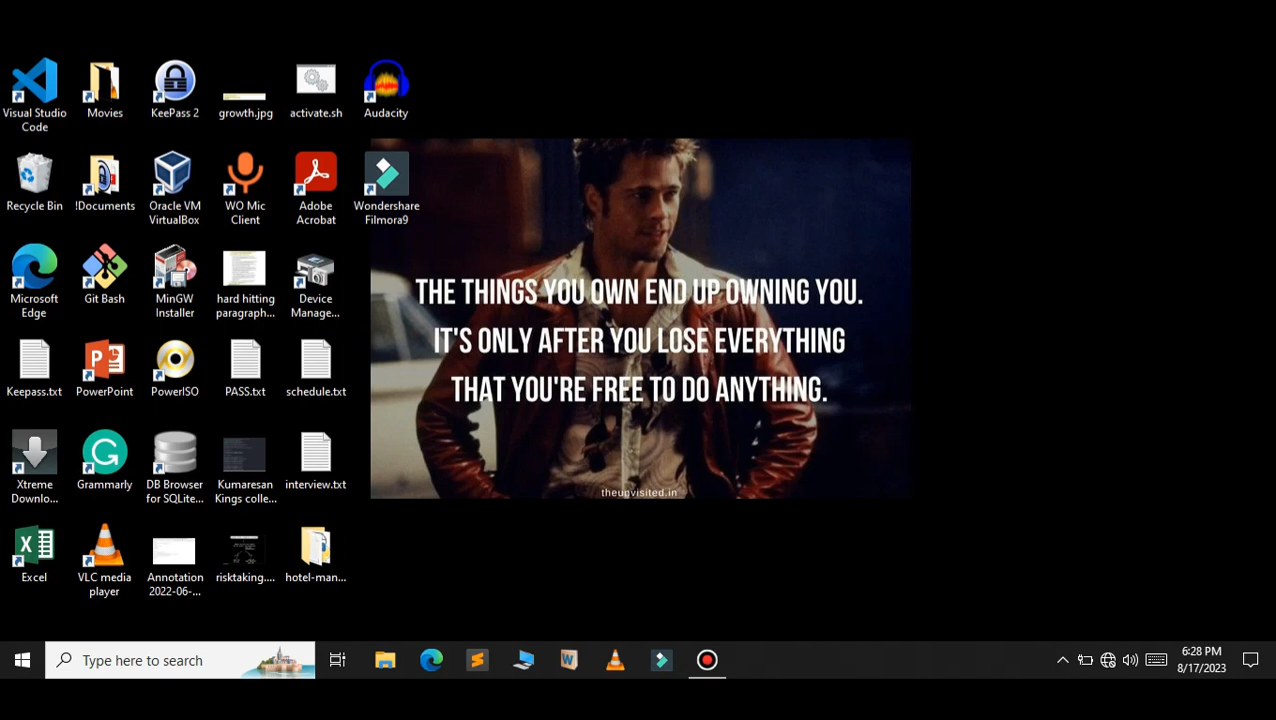 Visual Studio
Code
Movies
KeePass 2
growth.jpg
activate.sh
Audacity
Recycle Bin
!Documents
Oracle VM
VirtualBox
WO Mic
Client
Adobe
Acrobat
Wondershare
Filmora9
Microsoft
Edge
Git Bash
MinGW
Installer
hard hitting
paragraph...
Device
Manage...
Keepass.txt
PowerPoint
PowerISO
PASS.txt
schedule.txt
Xtreme
Downlo...
Grammarly
DB Browser
for SQLite...
Kumaresan
Kings colle...
interview.txt
Excel
VLC media
player
Annotation
2022-06-...
risktaking....
hotel-man...
THE THINGS YOU OWN END UP OWNING YOU.
IT'S ONLY AFTER YOU LOSE EVERYTHING
THAT YOU'RE FREE TO DO ANYTHING.
theunvisited.in
Type here to search
6:28 PM
8/17/2023